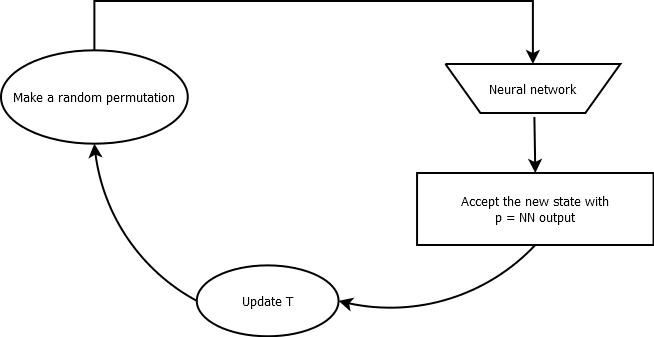 Make a random permutation
Neural network
Accept the new state with
p = NN output
Update T